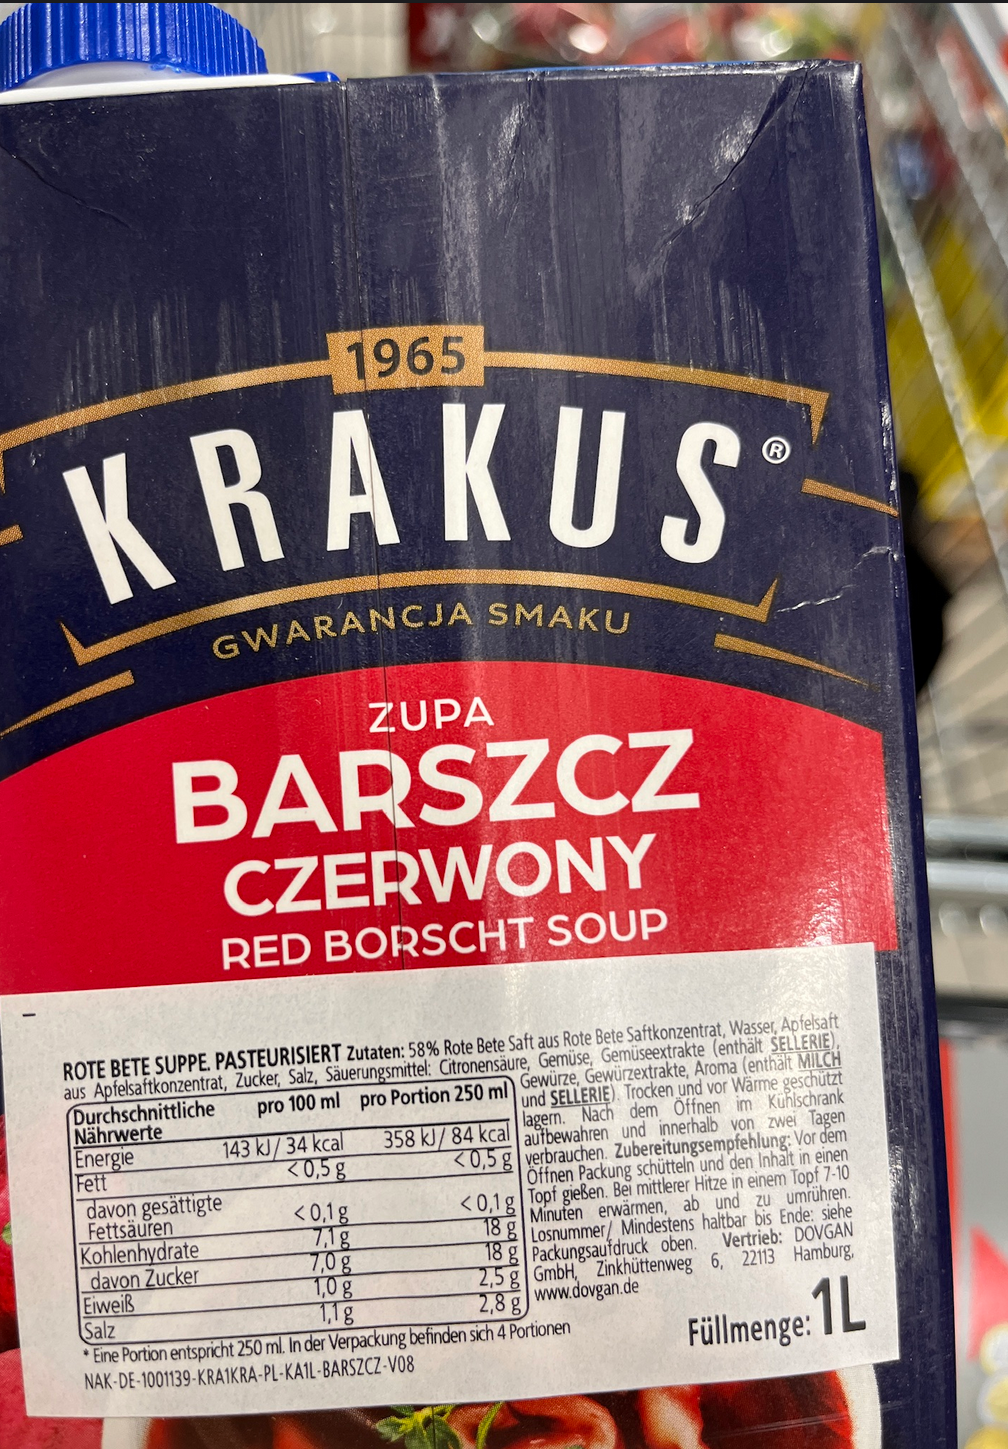 1965
KRAKUS®
GWARANCJA SMAKU
ZUPA
BARSZCZ
CZERWONY
RED BORSCHT SOUP
ROTE BETE SUPPE. PASTEURISIERT Zutaten: 58% Rote Bete Saft aus Rote Bete Saftkonzentrat, Wasser, Apfelsaft
aus Apfelsaftkonzentrat, Zucker, Salz, Säuerungsmittel: Citronensäure, Gemüse, Gemüseextrakte (enthält SELLERIE),
Gewürze, Gewürzextrakte, Aroma (enthält MILCH
und SELLERIE). Trocken und vor Wärme geschützt
lagern. Nach dem Öffnen im Kühlschrank
aufbewahren und innerhalb von zwei Tagen
verbrauchen. Zubereitungsempfehlung: Vor dem
Öffnen Packung schütteln und den Inhalt in einen
Topf gießen. Bei mittlerer Hitze in einem Topf 7-10
Minuten erwärmen, ab und zu umrühren.
Losnummer/ Mindestens haltbar bis Ende: siehe
Packungsaufdruck oben. Vertrieb: DOVGAN
GmbH, Zinkhüttenweg 6, 22113 Hamburg,
www.dovgan.de
Durchschnittliche Nährwerte pro 100 ml pro Portion 250 ml
Energie 143 kJ/ 34 kcal 358 kJ/ 84 kcal
Fett <0,5 g <0,5 g
davon gesättigte
Fettsäuren <0,1 g <0,1 g
Kohlenhydrate 7,1 g 18 g
davon Zucker 7,0 g 18 g
Eiweiß 1,0 g 2,5 g
Salz 1,1 g 2,8 g
* Eine Portion entspricht 250 ml. In der Verpackung befinden sich 4 Portionen
NAK-DE-1001139-KRA1KRA-PL-KA1L-BARSZCZ-V08
Füllmenge: 1L